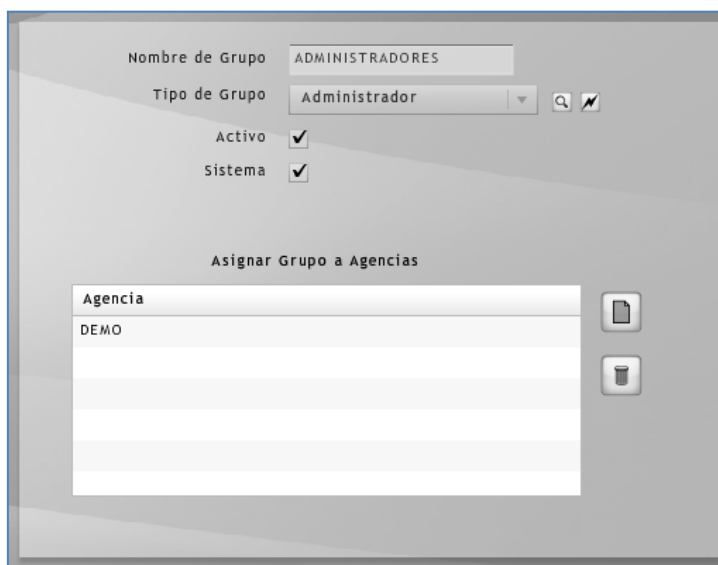 Nombre de Grupo ADMINISTRADORES
Tipo de Grupo Administrador
Activo
Sistema
Asignar Grupo a Agencias
Agencia
DEMO